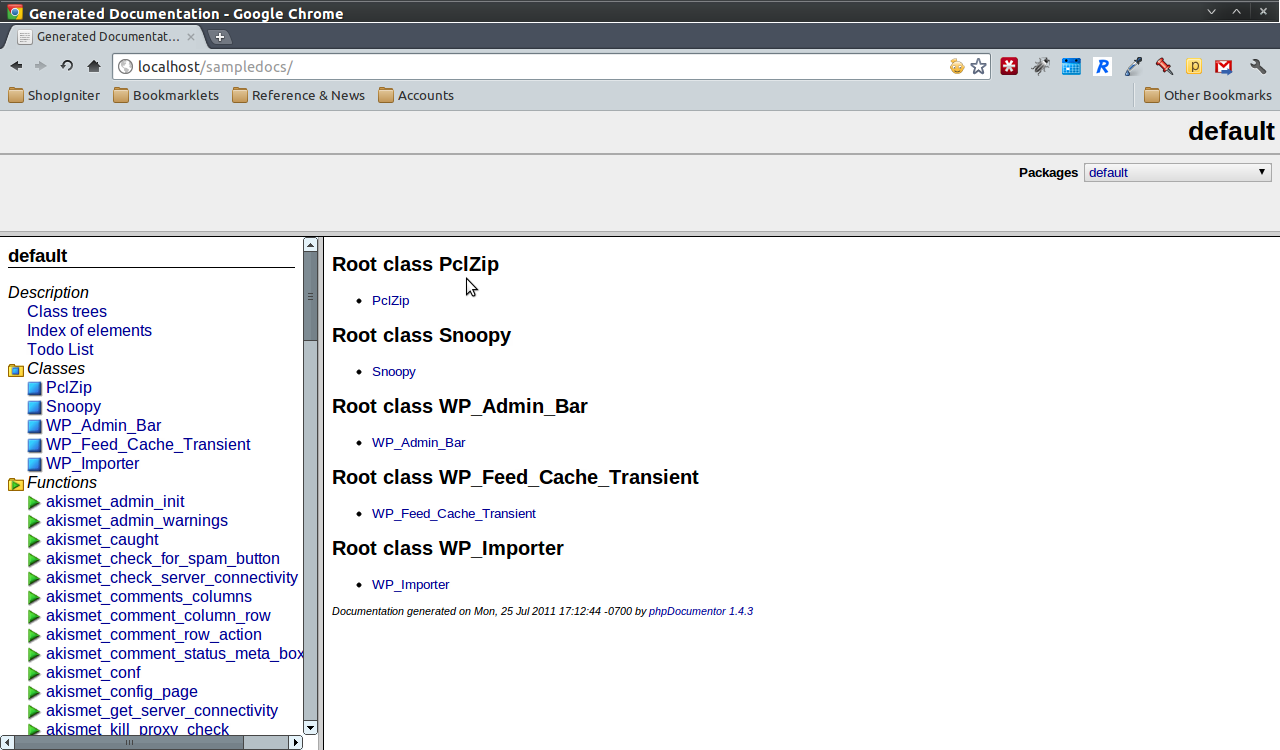 Generated Documentation - Google Chrome
Generated Documentat...
localhost/sampledocs/
ShopIgniter Bookmarklets Reference & News Accounts Other Bookmarks
default
Packages default
default
Description
Class trees
Index of elements
Todo List
Classes
PclZip
Snoopy
WP_Admin_Bar
WP_Feed_Cache_Transient
WP_Importer
Functions
akismet_admin_init
akismet_admin_warnings
akismet_caught
akismet_check_for_spam_button
akismet_check_server_connectivity
akismet_comments_columns
akismet_comment_column_row
akismet_comment_row_action
akismet_comment_status_meta_box
akismet_conf
akismet_config_page
akismet_get_server_connectivity
akismet_kill_proxy_check
Root class PclZip
PclZip
Root class Snoopy
Snoopy
Root class WP_Admin_Bar
WP_Admin_Bar
Root class WP_Feed_Cache_Transient
WP_Feed_Cache_Transient
Root class WP_Importer
WP_Importer
Documentation generated on Mon, 25 Jul 2011 17:12:44 -0700 by phpDocumentor 1.4.3